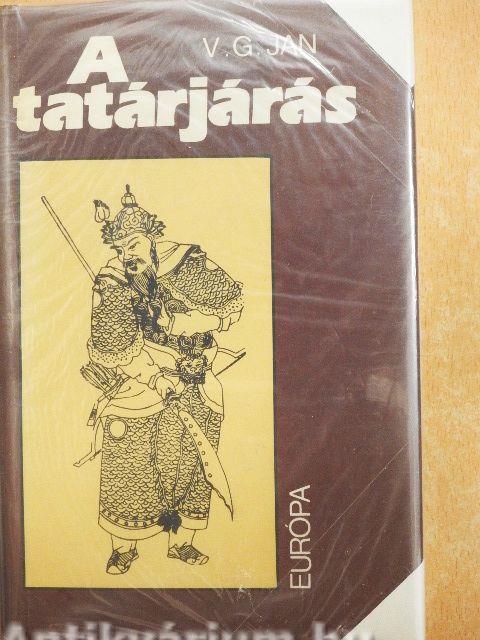 V.G. JAN
A
tatárjárás
EURÓPA
Antikvárium.hu